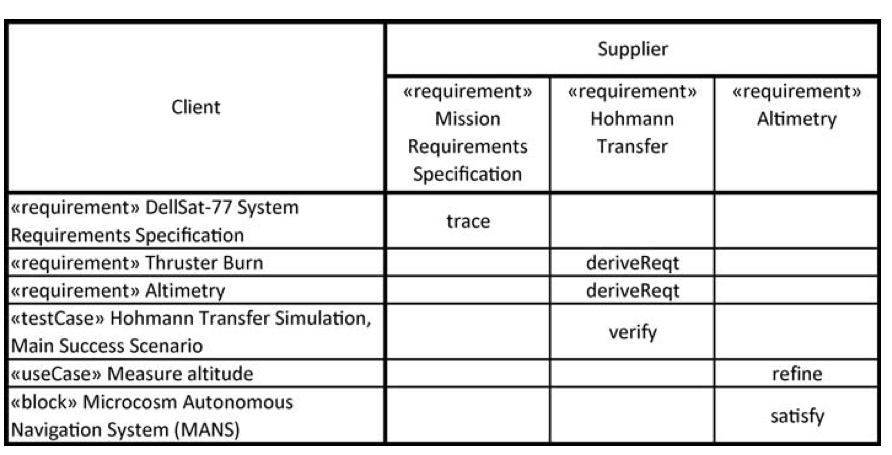 Client
Supplier
«requirement»
Mission
Requirements
Specification
«requirement»
Hohmann
Transfer
«requirement»
Altimetry
«requirement» DellSat-77 System
Requirements Specification
trace
«requirement» Thruster Burn
deriveReqt
«requirement» Altimetry
deriveReqt
«testCase» Hohmann Transfer Simulation,
Main Success Scenario
verify
«useCase» Measure altitude
refine
«block» Microcosm Autonomous
Navigation System (MANS)
satisfy